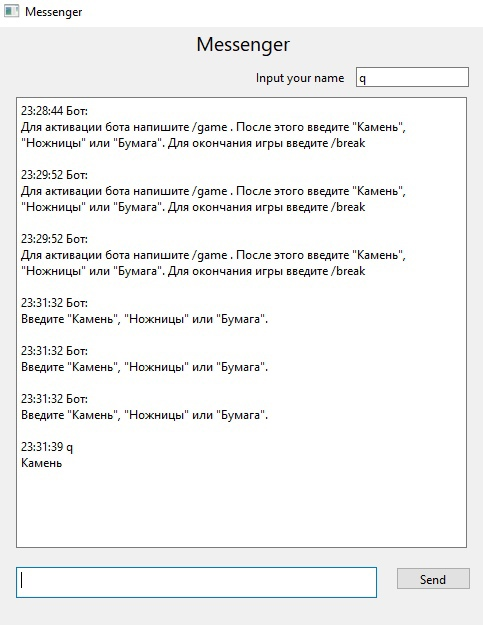 Messenger
Messenger
Input your name q
23:28:44 Бот:
Для активации бота напишите /game . После этого введите "Камень",
"Ножницы" или "Бумага". Для окончания игры введите /break
23:29:52 Бот:
Для активации бота напишите /game . После этого введите "Камень",
"Ножницы" или "Бумага". Для окончания игры введите /break
23:29:52 Бот:
Для активации бота напишите /game . После этого введите "Камень",
"Ножницы" или "Бумага". Для окончания игры введите /break
23:31:32 Бот:
Введите "Камень", "Ножницы" или "Бумага".
23:31:32 Бот:
Введите "Камень", "Ножницы" или "Бумага".
23:31:32 Бот:
Введите "Камень", "Ножницы" или "Бумага".
23:31:39 q
Камень
Send